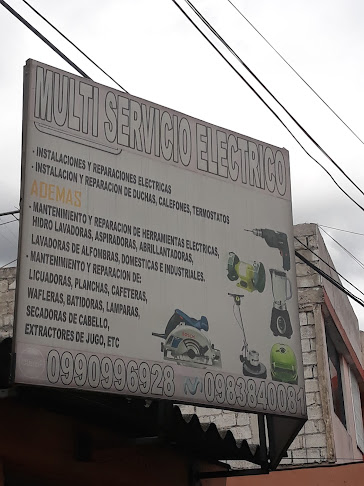 MULTI SERVICIO ELECTRICO
- INSTALACIONES Y REPARACIONES ELECTRICAS
- INSTALACION Y REPARACION DE DUCHAS, CALEFONES, TERMOSTATOS
ADEMAS
- MANTENIMIENTO Y REPARACION DE HERRAMIENTAS ELECTRICAS,
HIDRO LAVADORAS, ASPIRADORAS, ABRILLANTADORAS,
LAVADORAS DE ALFOMBRAS, DOMESTICAS E INDUSTRIALES.
- MANTENIMIENTO Y REPARACION DE:
LICUADORAS, PLANCHAS, CAFETERAS,
WAFLERAS, BATIDORAS, LAMPARAS,
SECADORAS DE CABELLO,
EXTRACTORES DE JUGO, ETC
0990996928 0983840081